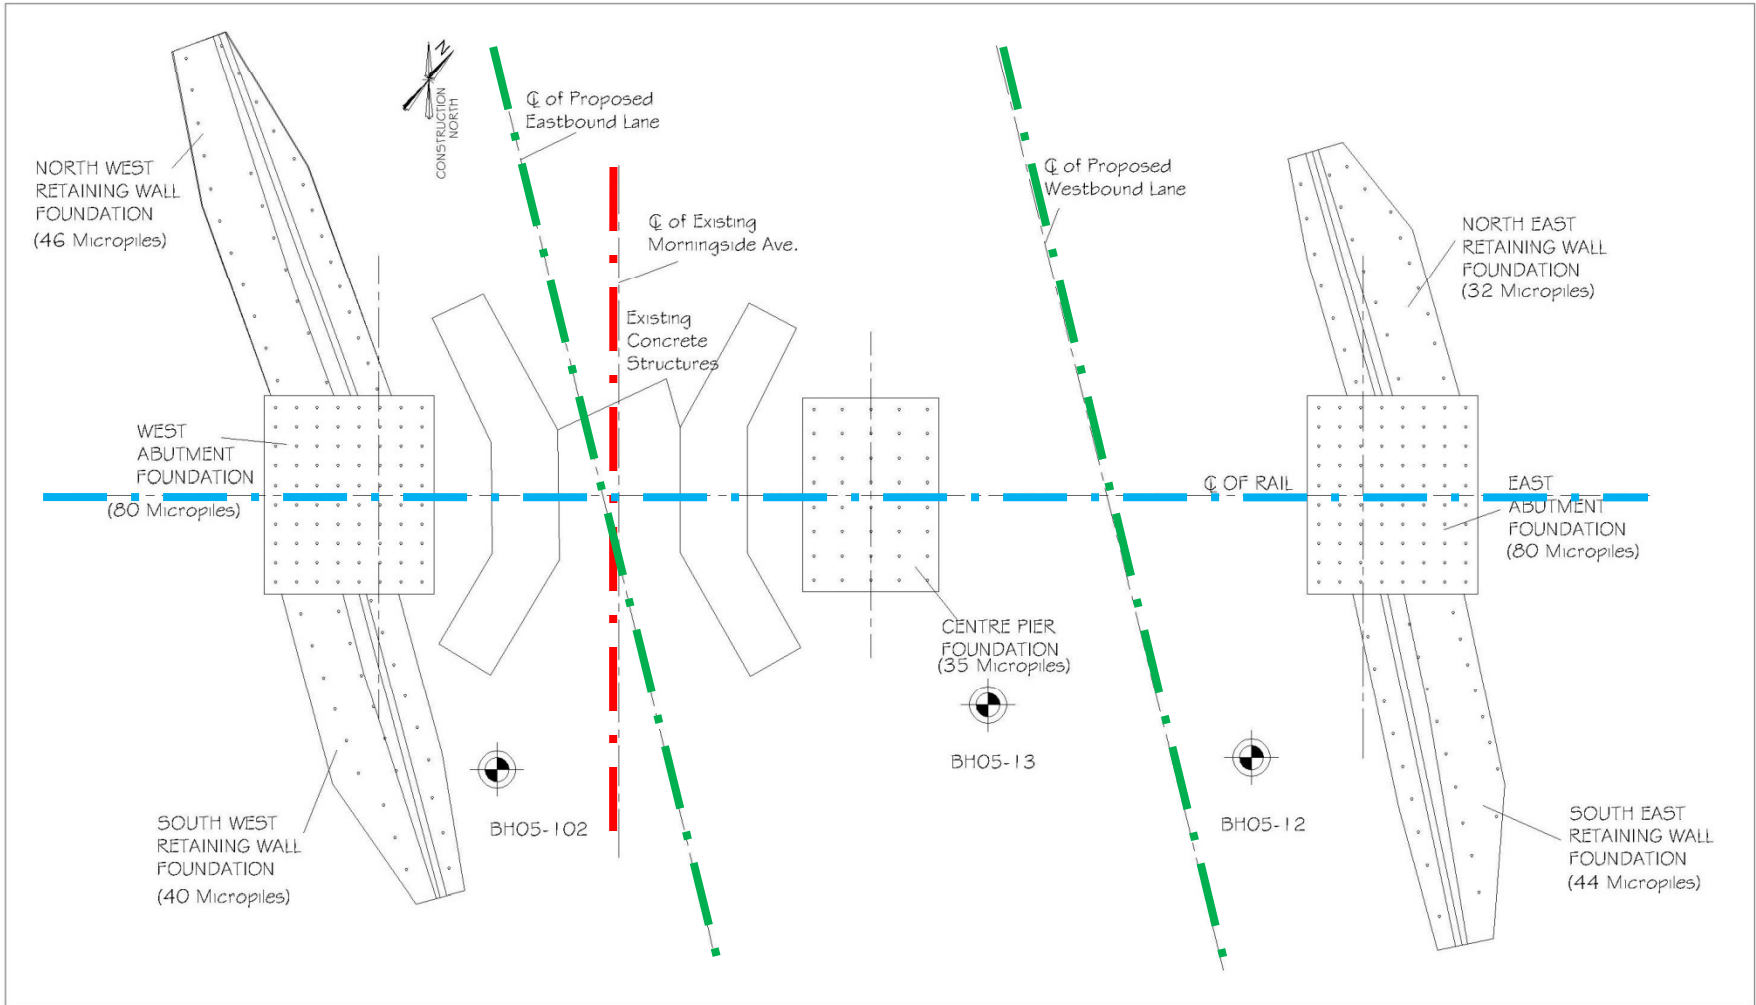 N
CONSTRUCTION
NORTH
℄ of Proposed
Eastbound Lane
℄ of Existing
Morningside Ave.
Existing
Concrete
Structures
℄ of Proposed
Westbound Lane
NORTH WEST
RETAINING WALL
FOUNDATION
(46 Micropiles)
NORTH EAST
RETAINING WALL
FOUNDATION
(32 Micropiles)
WEST
ABUTMENT
FOUNDATION
(80 Micropiles)
℄ OF RAIL
EAST
ABUTMENT
FOUNDATION
(80 Micropiles)
CENTRE PIER
FOUNDATION
(35 Micropiles)
BH05-13
BH05-102
BH05-12
SOUTH WEST
RETAINING WALL
FOUNDATION
(40 Micropiles)
SOUTH EAST
RETAINING WALL
FOUNDATION
(44 Micropiles)